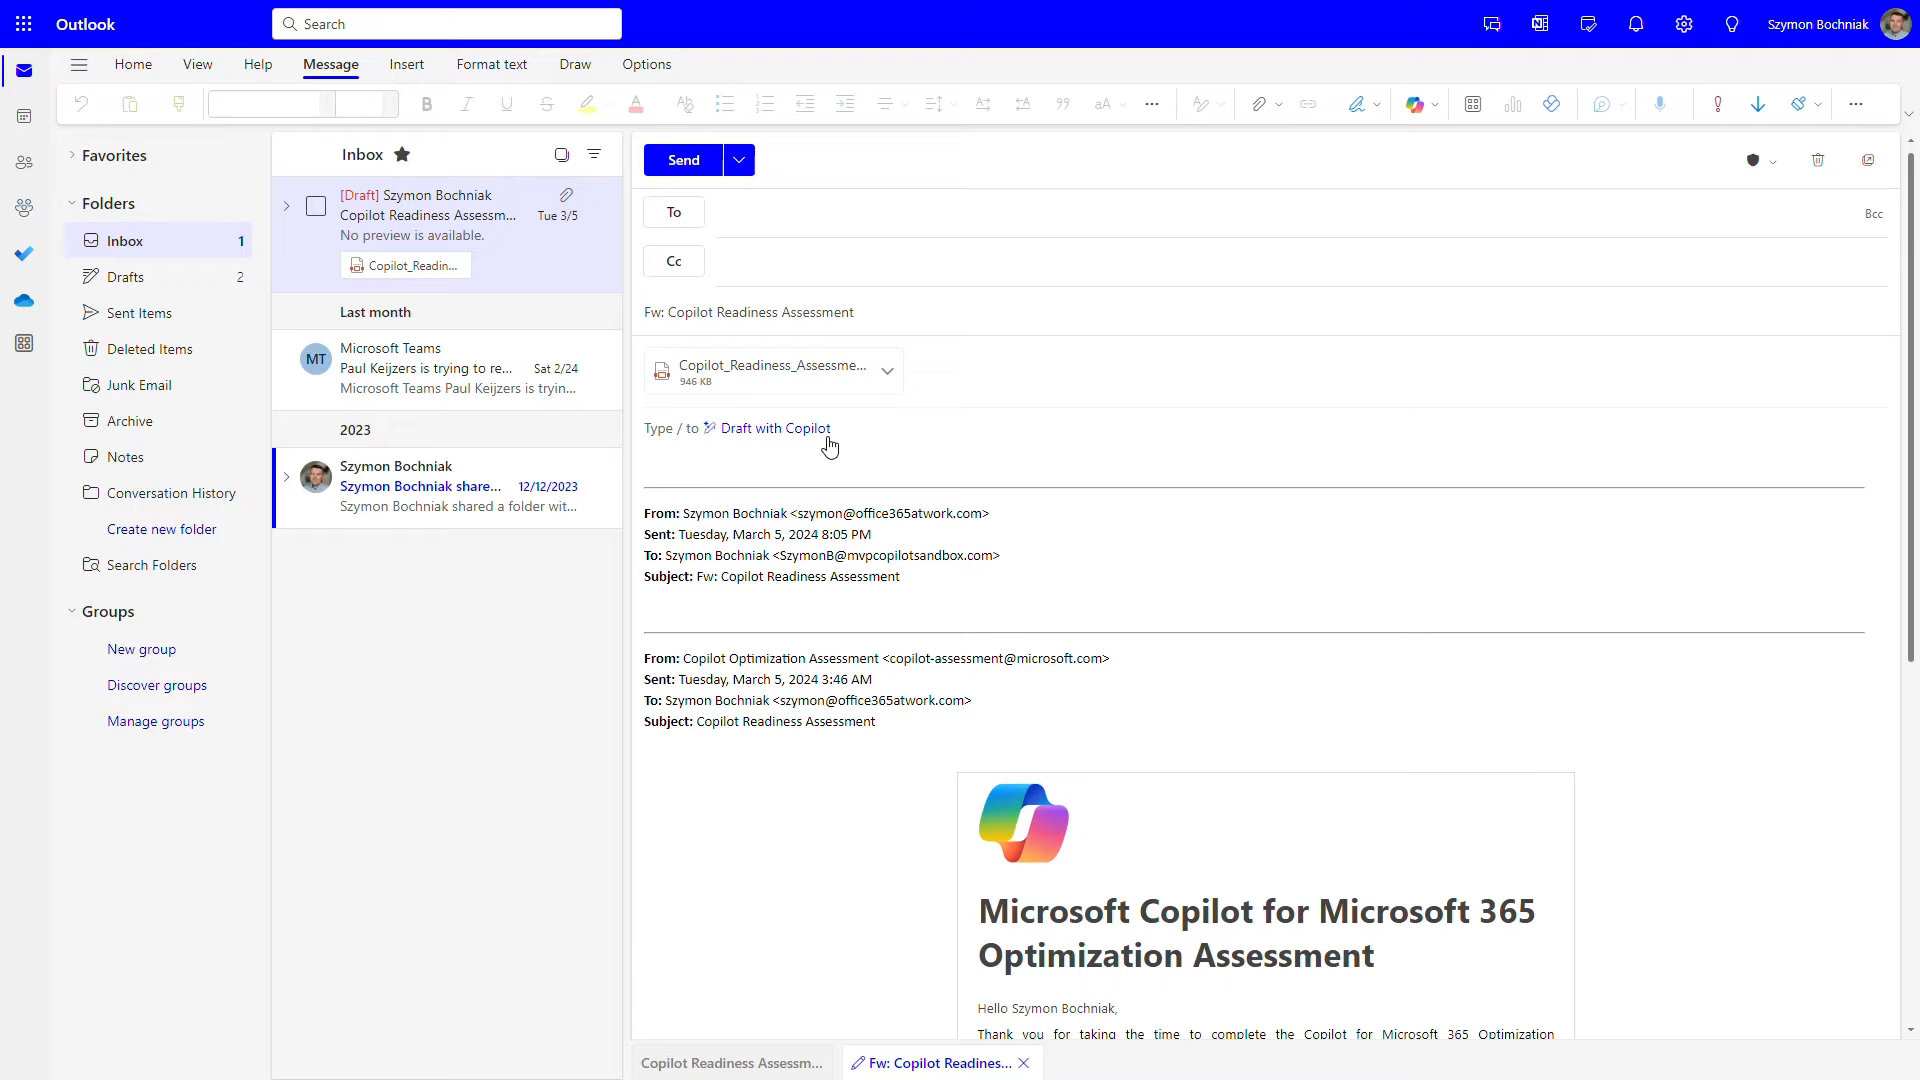 Outlook
Search
Szymon Bochniak
Home
View
Help
Message
Insert
Format text
Draw
Options
Favorites
Folders
Inbox 1
Drafts 2
Sent Items
Deleted Items
Junk Email
Archive
Notes
Conversation History
Create new folder
Search Folders
Groups
New group
Discover groups
Manage groups
Inbox
[Draft] Szymon Bochniak
Copilot Readiness Assessm... Tue 3/5
No preview is available.
Copilot_Readin...
Last month
MT
Microsoft Teams
Paul Keijzers is trying to re... Sat 2/24
Microsoft Teams Paul Keijzers is tryin...
2023
Szymon Bochniak
Szymon Bochniak share... 12/12/2023
Szymon Bochniak shared a folder wit...
Send
To
Bcc
Cc
Fw: Copilot Readiness Assessment
Copilot_Readiness_Assessme...
946 KB
Type / to Draft with Copilot
From: Szymon Bochniak <szymon@office365atwork.com>
Sent: Tuesday, March 5, 2024 8:05 PM
To: Szymon Bochniak <SzymonB@mvpcopilotsandbox.com>
Subject: Fw: Copilot Readiness Assessment
From: Copilot Optimization Assessment <copilot-assessment@microsoft.com>
Sent: Tuesday, March 5, 2024 3:46 AM
To: Szymon Bochniak <szymon@office365atwork.com>
Subject: Copilot Readiness Assessment
Microsoft Copilot for Microsoft 365
Optimization Assessment
Hello Szymon Bochniak,
Thank you for taking the time to complete the Copilot for Microsoft 365 Optimization
Copilot Readiness Assessm...
Fw: Copilot Readines...